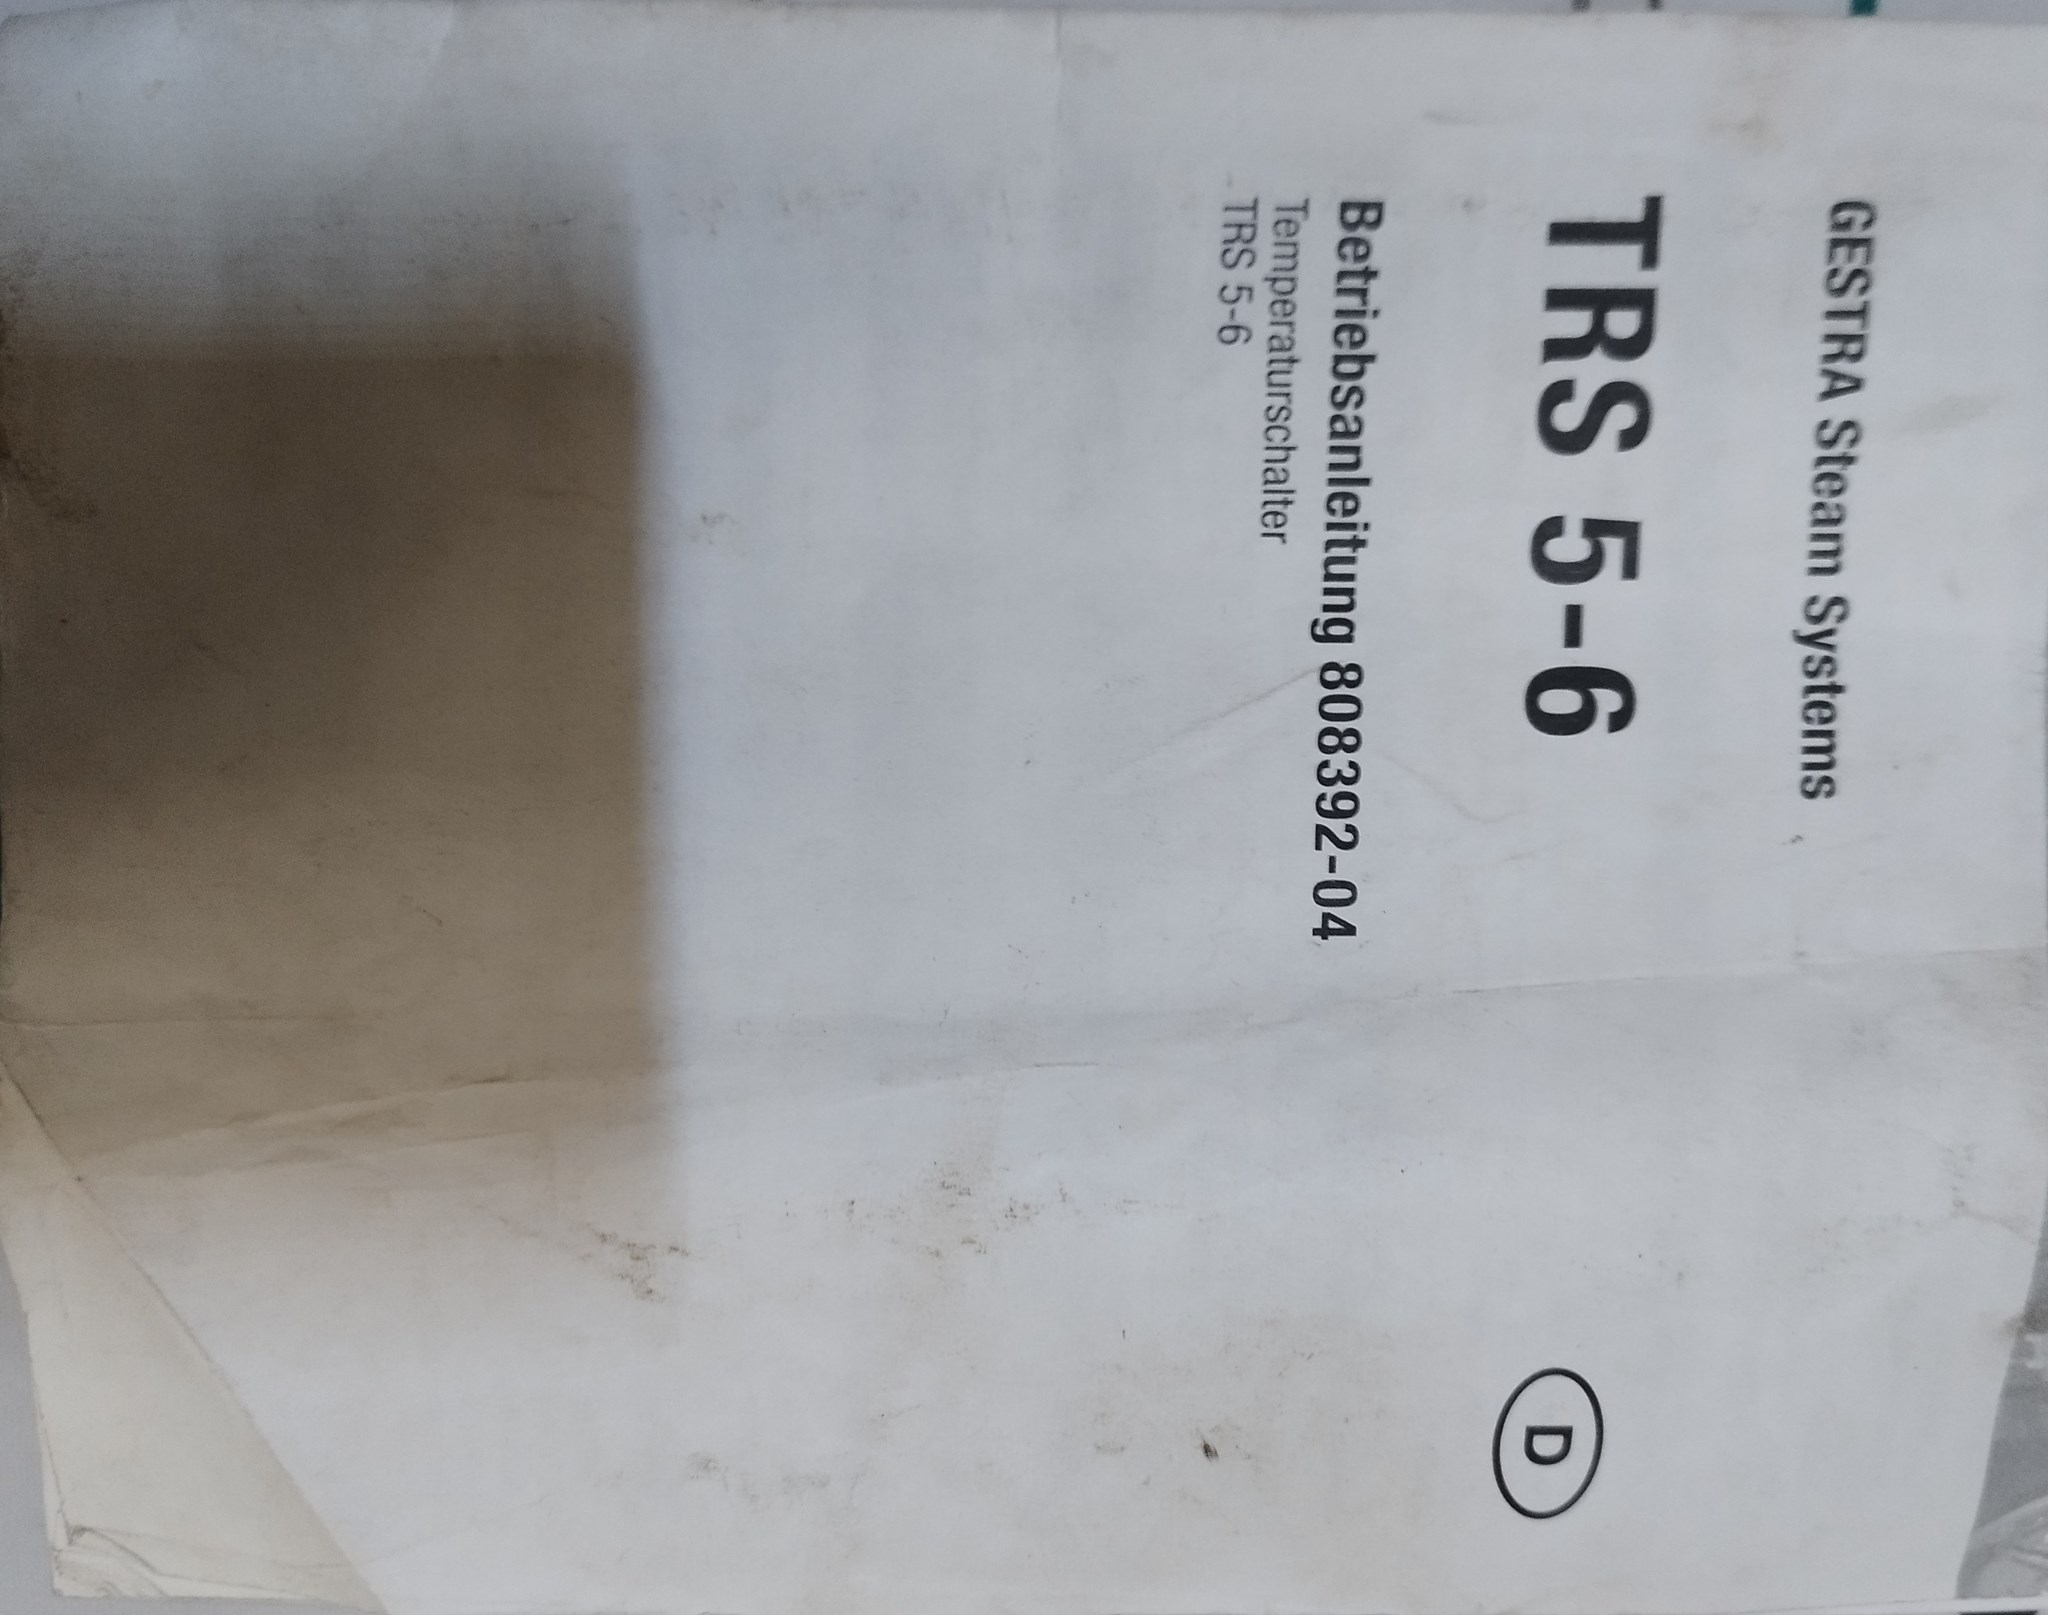 GESTRA Steam Systems
TRS 5-6
D
Betriebsanleitung 808392-04
Temperaturschalter
TRS 5-6